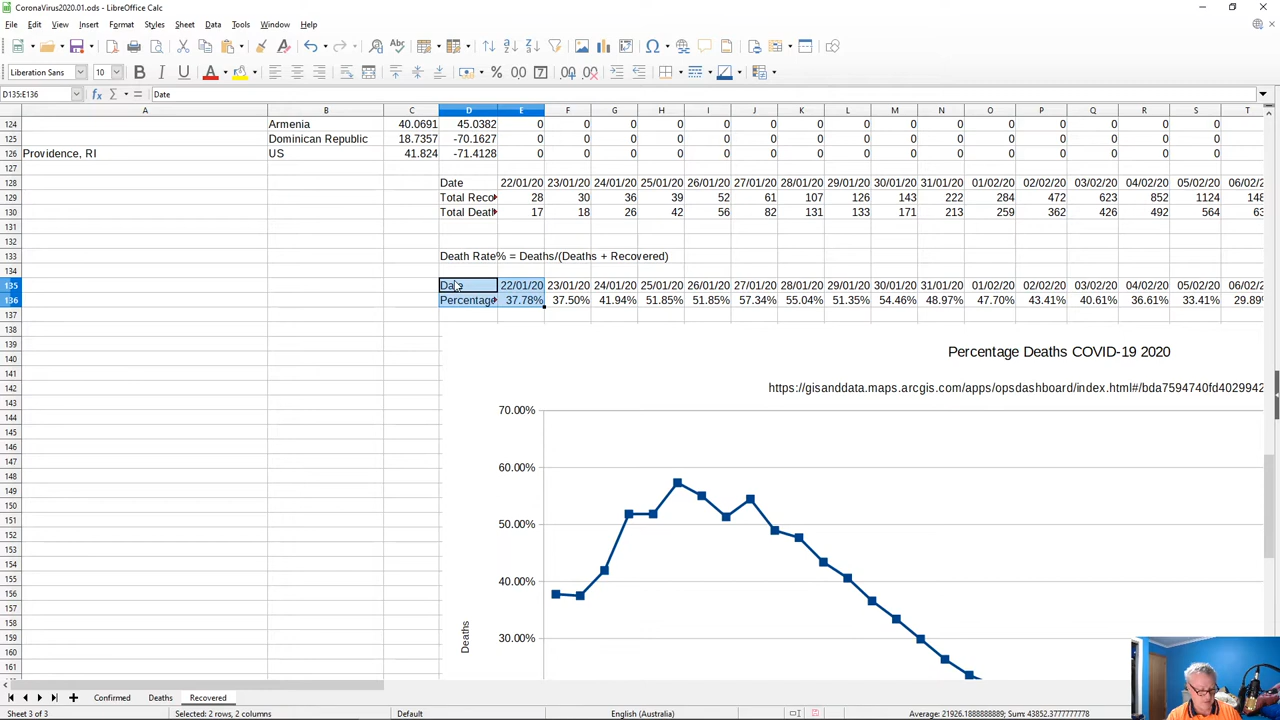 CoronaVirus2020.01.ods - LibreOffice Calc
File Edit View Insert Format Styles Sheet Data Tools Window Help
Liberation Sans 10
D135:E136 Date
A B C D E F G H I J K L M N O P Q R S T
124 Armenia 40.0691 45.0382 0 0 0 0 0 0 0 0 0 0 0 0 0 0 0
125 Dominican Republic 18.7357 -70.1627 0 0 0 0 0 0 0 0 0 0 0 0 0 0 0
126 Providence, RI US 41.824 -71.4128 0 0 0 0 0 0 0 0 0 0 0 0 0 0 0
127
128 Date 22/01/20 23/01/20 24/01/20 25/01/20 26/01/20 27/01/20 28/01/20 29/01/20 30/01/20 31/01/20 01/02/20 02/02/20 03/02/20 04/02/20 05/02/20 06/02/2
129 Total Reco 28 30 36 39 52 61 107 126 143 222 284 472 623 852 1124 148
130 Total Death 17 18 26 42 56 82 131 133 171 213 259 362 426 492 564 63
131
132
133 Death Rate% = Deaths/(Deaths + Recovered)
134
135 Date 22/01/20 23/01/20 24/01/20 25/01/20 26/01/20 27/01/20 28/01/20 29/01/20 30/01/20 31/01/20 01/02/20 02/02/20 03/02/20 04/02/20 05/02/20 06/02/2
136 Percentage 37.78% 37.50% 41.94% 51.85% 51.85% 57.34% 55.04% 51.35% 54.46% 48.97% 47.70% 43.41% 40.61% 36.61% 33.41% 29.89%
137
138
139 Percentage Deaths COVID-19 2020
140
141
142 https://gisanddata.maps.arcgis.com/apps/opsdashboard/index.html#/bda7594740fd4029942
143
144 70.00%
145
146
147
148 60.00%
149
150
151
152 50.00%
153
154
155
156 40.00%
157
158
159 Deaths
160 30.00%
161
Confirmed Deaths Recovered
Sheet 3 of 3 Selected: 2 rows, 2 columns Default English (Australia) Average: 21926.1888888889; Sum: 43852.3777777778